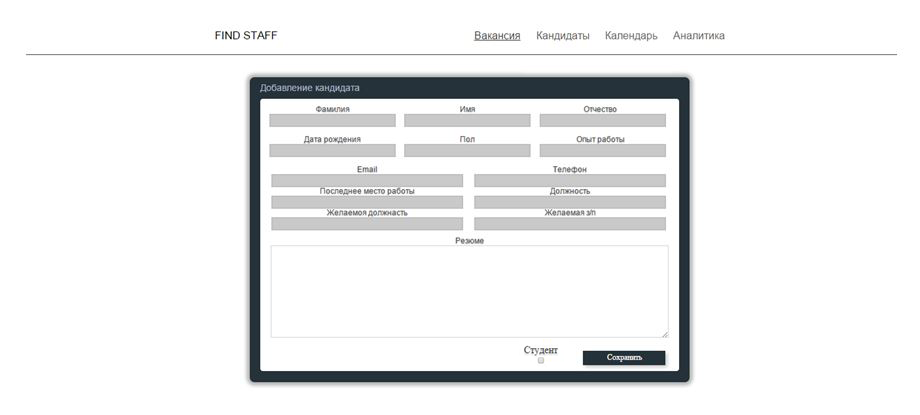 FIND STAFF Вакансия Кандидаты Календарь Аналитика
Добавление кандидата
Фамилия Имя Отчество
Дата рождения Пол Опыт работы
Email Телефон
Последнее место работы Должность
Желаемоя должнасть Желаемая з/п
Резюме
Студент
Сохранить